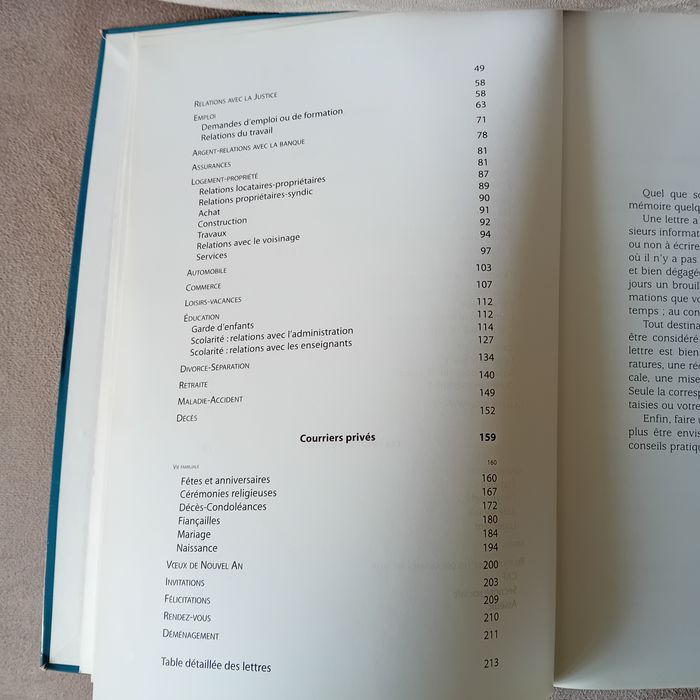 RELATIONS AVEC LA JUSTICE 49
EMPLOI 58
Demandes d'emploi ou de formation 58
Relations du travail 63
ARGENT-RELATIONS AVEC LA BANQUE 71
ASSURANCES 78
LOGEMENT-PROPRIÉTÉ 81
Relations locataires-propriétaires 81
Relations propriétaires-syndic 87
Achat 89
Construction 90
Travaux 91
Relations avec le voisinage 92
Services 94
AUTOMOBILE 97
COMMERCE 103
LOISIRS-VACANCES 107
ÉDUCATION 112
Garde d'enfants 112
Scolarité : relations avec l'administration 114
Scolarité : relations avec les enseignants 127
DIVORCE-SÉPARATION 134
RETRAITE 140
MALADIE-ACCIDENT 149
DÉCÈS 152
Courriers privés 159
VIE FAMILIALE 160
Fêtes et anniversaires 160
Cérémonies religieuses 167
Décès-Condoléances 172
Fiançailles 180
Mariage 184
Naissance 194
VŒUX DE NOUVEL AN 200
INVITATIONS 203
FÉLICITATIONS 209
RENDEZ-VOUS 210
DÉMÉNAGEMENT 211
Table détaillée des lettres 213
Quel que so
mémoire quelq
Une lettre a
sieurs informat
ou non à écrire
où il n'y a pas
et bien dégagée
jours un brouil
mations que vo
temps ; au con
Tout destina
être considéré
lettre est bien
ratures, une réd
cale, une mise
Seule la corresp
taisies ou votre
Enfin, faire u
plus être envis
conseils pratiqu